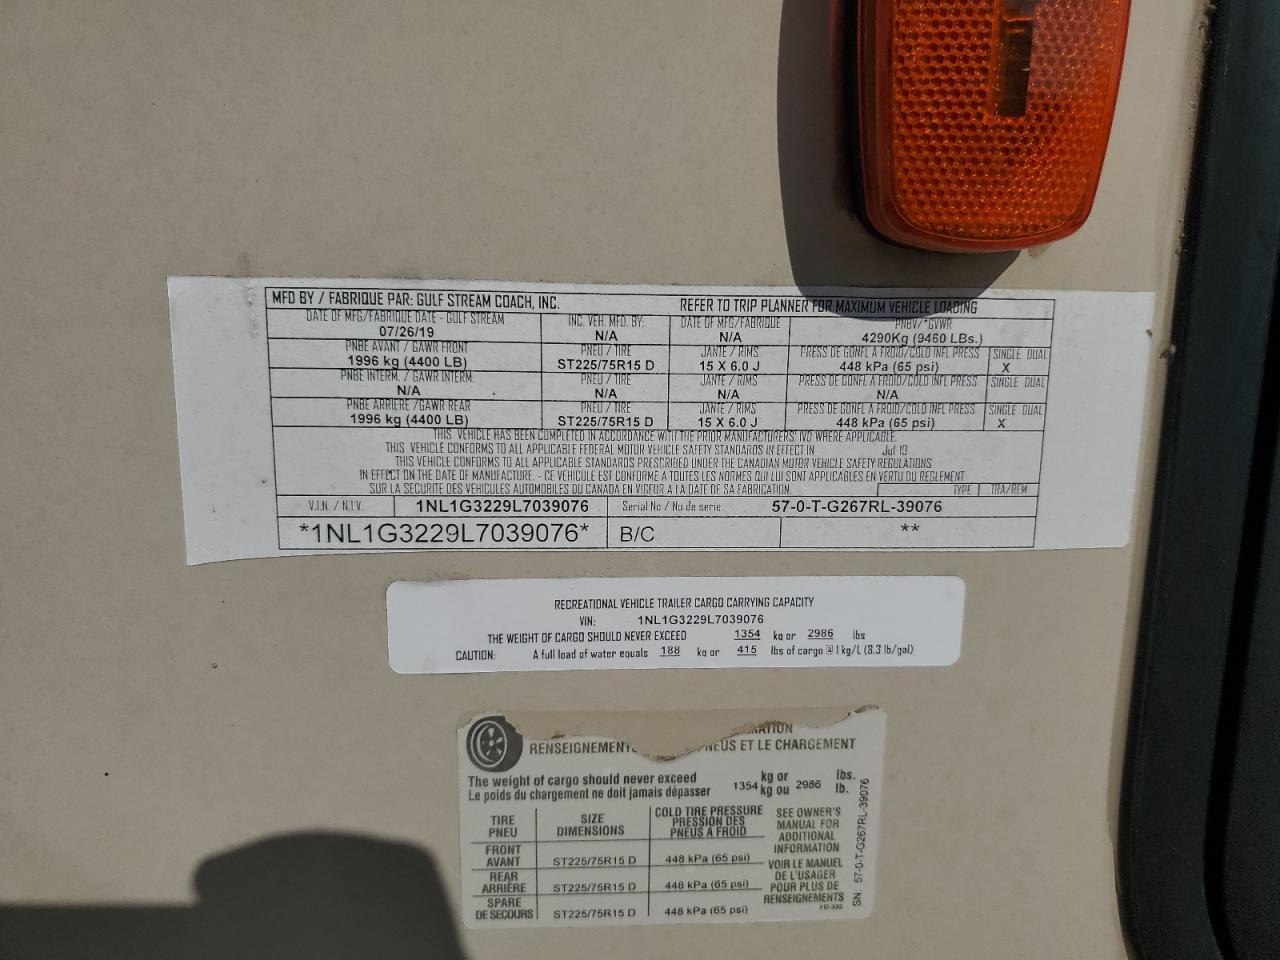 MFD BY / FABRIQUE PAR: GULF STREAM COACH, INC. REFER TO TRIP PLANNER FOR MAXIMUM VEHICLE LOADING
DATE OF MFG/FABRIQUE DATE - GULF STREAM INC. VEH. MFD. BY: DATE OF MFG/FABRIQUE PNBV/*GVWR
07/26/19 N/A N/A 4290Kg (9460 LBs.)
PNBE AVANT / GAWR FRONT PNEU / TIRE JANTE / RIMS PRESS DE GONFL A FROID/COLD INFL PRESS SINGLE DUAL
1996 kg (4400 LB) ST225/75R15 D 15 X 6.0 J 448 kPa (65 psi) X
PNBE INTERM. / GAWR INTERM. PNEU / TIRE JANTE / RIMS PRESS DE GONFL A FROID/COLD INFL PRESS SINGLE DUAL
N/A N/A N/A N/A
PNBE ARRIERE /GAWR REAR PNEU / TIRE JANTE / RIMS PRESS DE GONFL A FROID/COLD INFL PRESS SINGLE DUAL
1996 kg (4400 LB) ST225/75R15 D 15 X 6.0 J 448 kPa (65 psi) X
THIS VEHICLE HAS BEEN COMPLETED IN ACCORDANCE WITH THE PRIOR MANUFACTURERS' IVD WHERE APPLICABLE.
THIS VEHICLE CONFORMS TO ALL APPLICABLE FEDERAL MOTOR VEHICLE SAFETY STANDARDS IN EFFECT IN
THIS VEHICLE CONFORMS TO ALL APPLICABLE STANDARDS PRESCRIBED UNDER THE CANADIAN MOTOR VEHICLE SAFETY REGULATIONS
IN EFFECT ON THE DATE OF MANUFACTURE. - CE VEHICULE EST CONFORME A TOUTES LES NORMES QUI LUI SONT APPLICABLES EN VERTU DU REGLEMENT
SUR LA SECURITE DES VEHICULES AUTOMOBILES DU CANADA EN VIGEUR A LA DATE DE SA FABRICATION. TYPE TRA/REM
V.I.N. / N.I.V. 1NL1G3229L7039076 Serial No / No de serie 57-0-T-G267RL-39076
*1NL1G3229L7039076* B/C **
RECREATIONAL VEHICLE TRAILER CARGO CARRYING CAPACITY
VIN: 1NL1G3229L7039076
THE WEIGHT OF CARGO SHOULD NEVER EXCEED 1354 kg or 2986 lbs
CAUTION: A full load of water equals 188 kg or 415 lbs of cargo @ 1 kg/L (8.3 lb/gal)
RENSEIGNEMENT PNEUS ET LE CHARGEMENT
The weight of cargo should never exceed 1354 kg or 2986 lbs.
Le poids du chargement ne doit jamais dépasser kg ou lb.
TIRE SIZE COLD TIRE PRESSURE
PNEU DIMENSIONS PRESSION DES
PNEUS A FROID
FRONT
AVANT ST225/75R15 D 448 kPa (65 psi)
REAR
ARRIÈRE ST225/75R15 D 448 kPa (65 psi)
SPARE
DE SECOURS ST225/75R15 D 448 kPa (65 psi)
SEE OWNER'S
MANUAL FOR
ADDITIONAL
INFORMATION
VOIR LE MANUEL
DE L'USAGER
POUR PLUS DE
RENSEIGNEMENTS
SN: 57-0-T-G267RL-39076